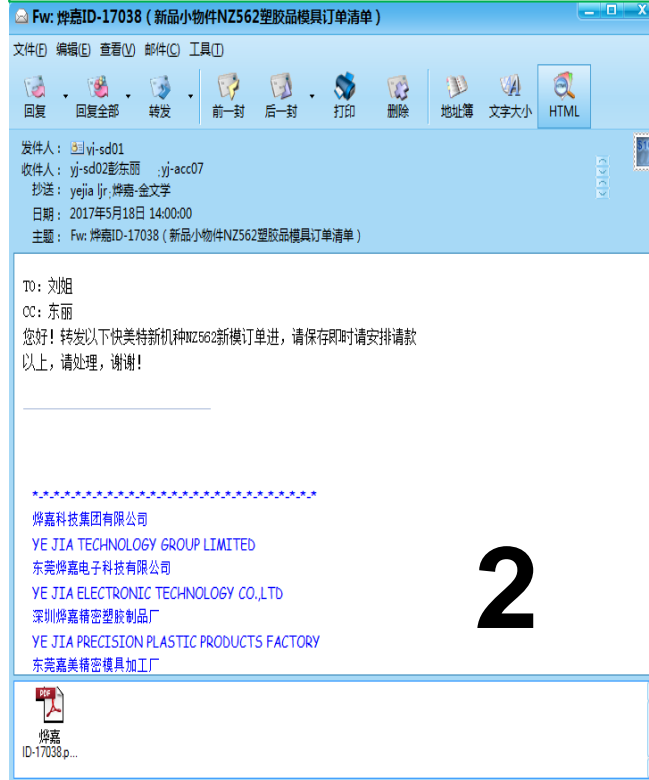 Fw: 烨嘉ID-17038 ( 新品小物件NZ562塑胶品模具订单清单 )
文件(F) 编辑(E) 查看(V) 邮件(C) 工具(T)
回复 回复全部 转发 前一封 后一封 打印 删除 地址簿 文字大小 HTML
发件人： yj-sd01
收件人： yj-sd02彭东丽 ;yj-acc07
抄送： yejia ljr;烨嘉-金文学
日期： 2017年5月18日 14:00:00
主题： Fw: 烨嘉ID-17038 ( 新品小物件NZ562塑胶品模具订单清单 )
TO: 刘姐
CC: 东丽
您好! 转发以下快美特新机种NZ562新模订单进, 请保存即时请安排请款
以上, 请处理, 谢谢!
*-*-*-*-*-*-*-*-*-*-*-*-*-*-*-*-*-*-*-*-*-*-*-*-*-*-*
烨嘉科技集团有限公司
YE JIA TECHNOLOGY GROUP LIMITED
东莞烨嘉电子科技有限公司
YE JIA ELECTRONIC TECHNOLOGY CO.,LTD
深圳烨嘉精密塑胶制品厂
YE JIA PRECISION PLASTIC PRODUCTS FACTORY
东莞嘉美精密模具加工厂
2
PDF
烨嘉
ID-17038.p...